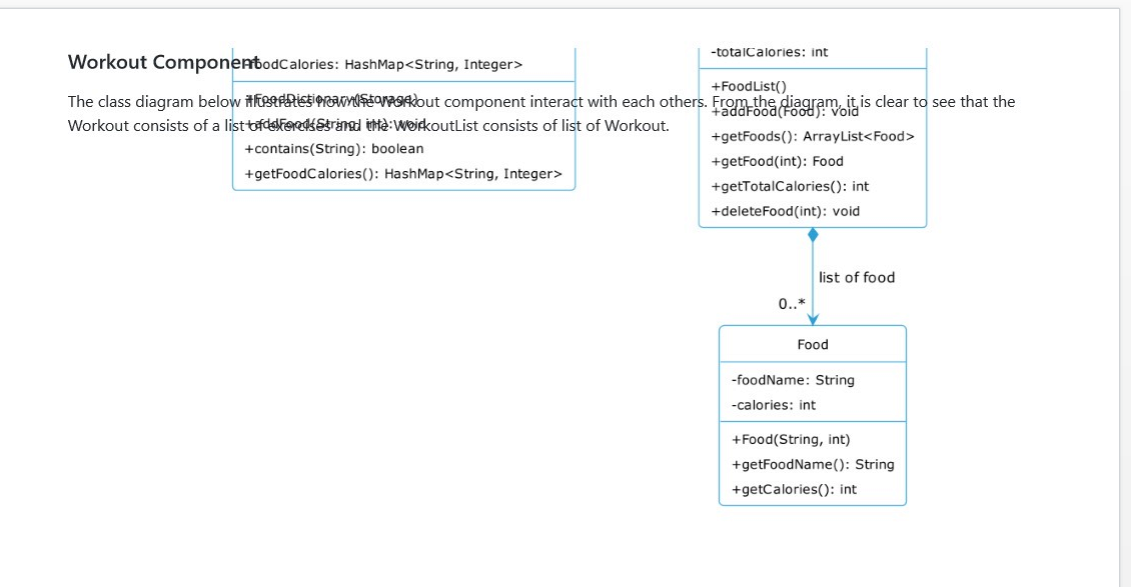 Workout Component
-foodCalories: HashMap<String, Integer>
The class diagram below illustrates how the Workout component interact with each others. From the diagram, it is clear to see that the
Workout consists of a list of exercises and the WorkoutList consists of list of Workout.
+FoodDictionary(Storage)
+addFood(String, int): void
+contains(String): boolean
+getFoodCalories(): HashMap<String, Integer>
-totalCalories: int
+FoodList()
+addFood(Food): void
+getFoods(): ArrayList<Food>
+getFood(int): Food
+getTotalCalories(): int
+deleteFood(int): void
list of food
0..*
Food
-foodName: String
-calories: int
+Food(String, int)
+getFoodName(): String
+getCalories(): int